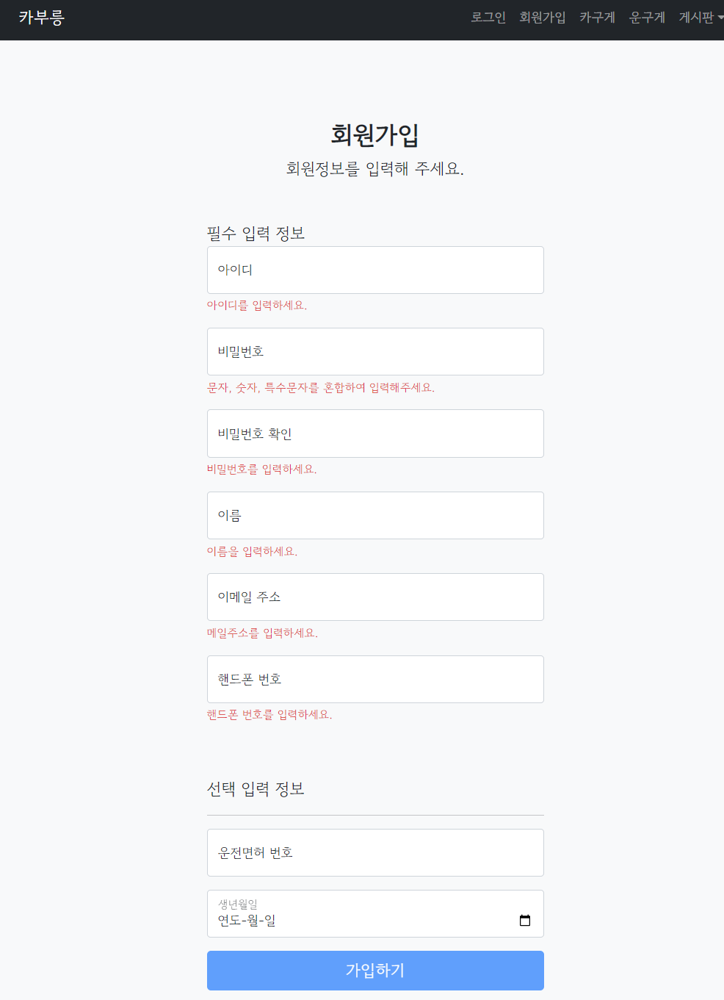 카부릉
로그인 회원가입 카구게 운구게 게시판
회원가입
회원정보를 입력해 주세요.
필수 입력 정보
아이디
아이디를 입력하세요.
비밀번호
문자, 숫자, 특수문자를 혼합하여 입력해주세요.
비밀번호 확인
비밀번호를 입력하세요.
이름
이름을 입력하세요.
이메일 주소
메일주소를 입력하세요.
핸드폰 번호
핸드폰 번호를 입력하세요.
선택 입력 정보
운전면허 번호
생년월일
연도-월-일
가입하기